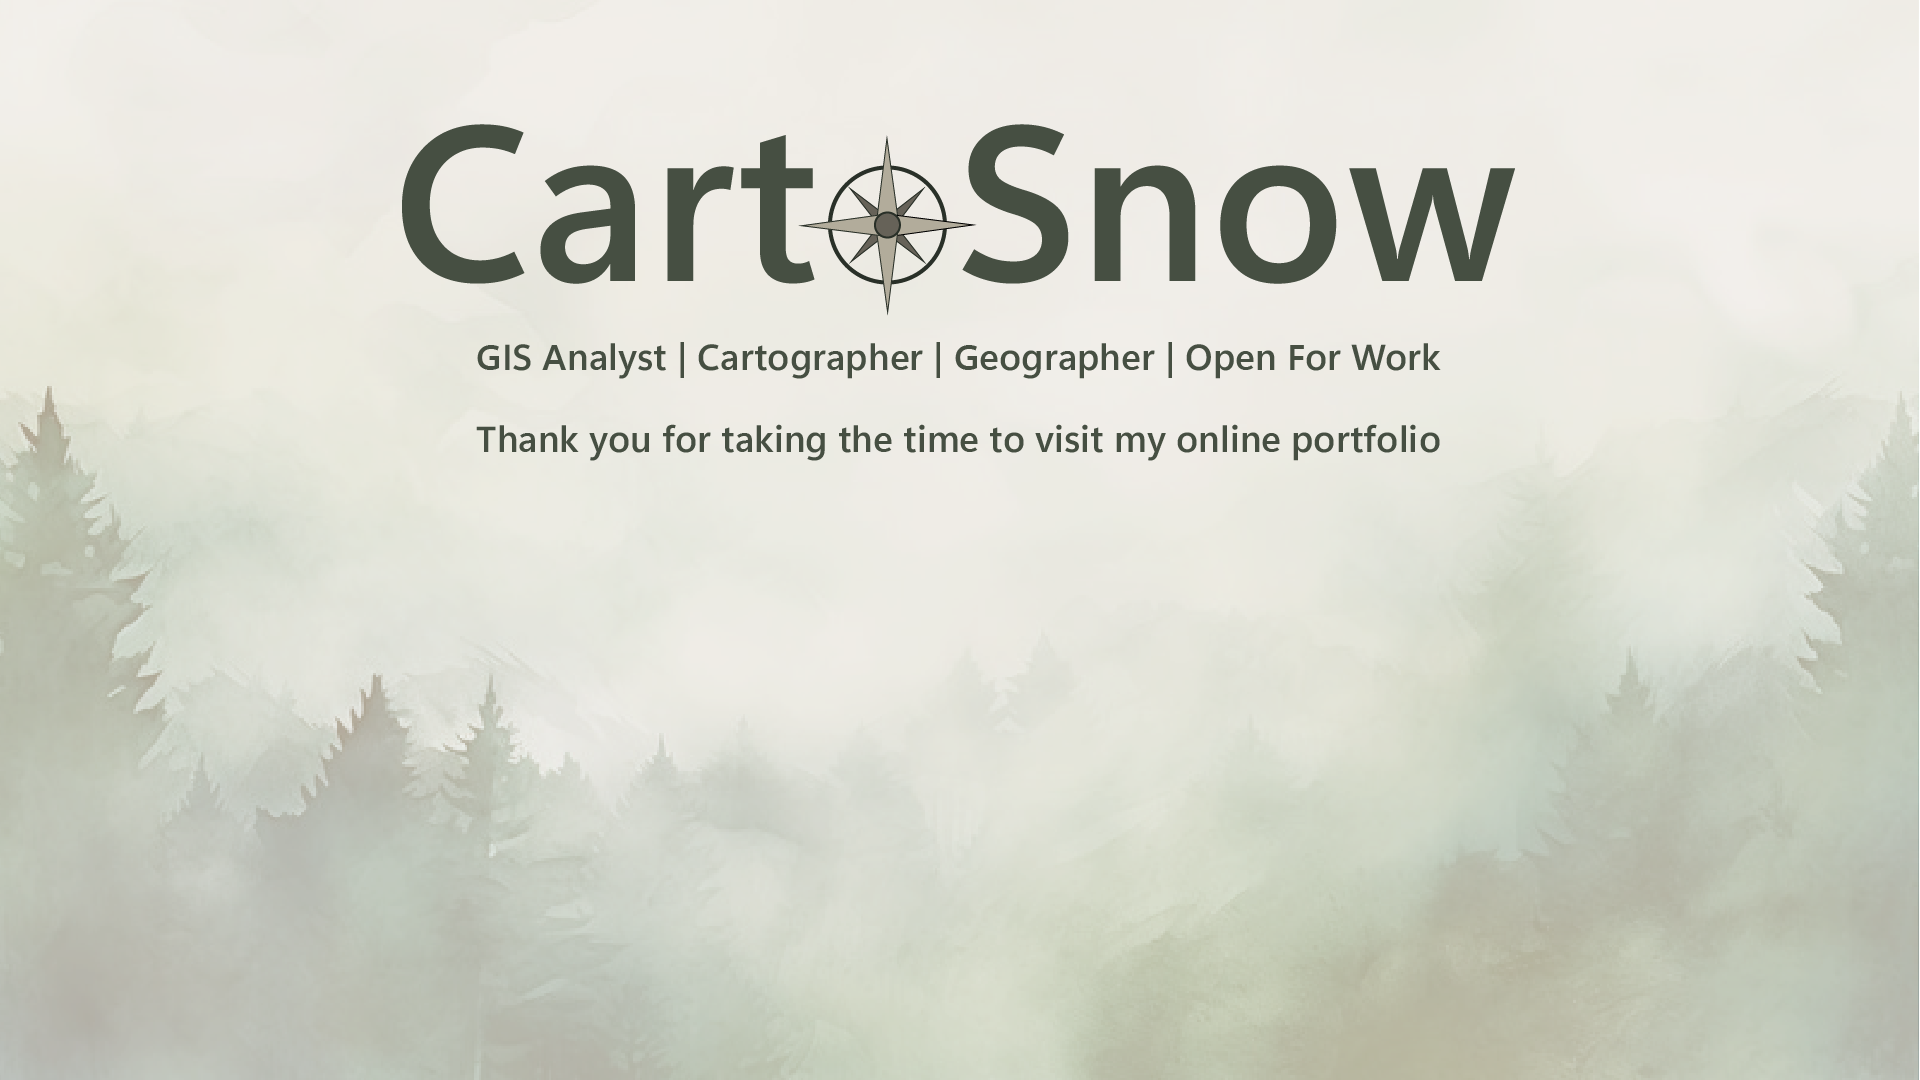 CartoSnow
GIS Analyst | Cartographer | Geographer | Open For Work
Thank you for taking the time to visit my online portfolio